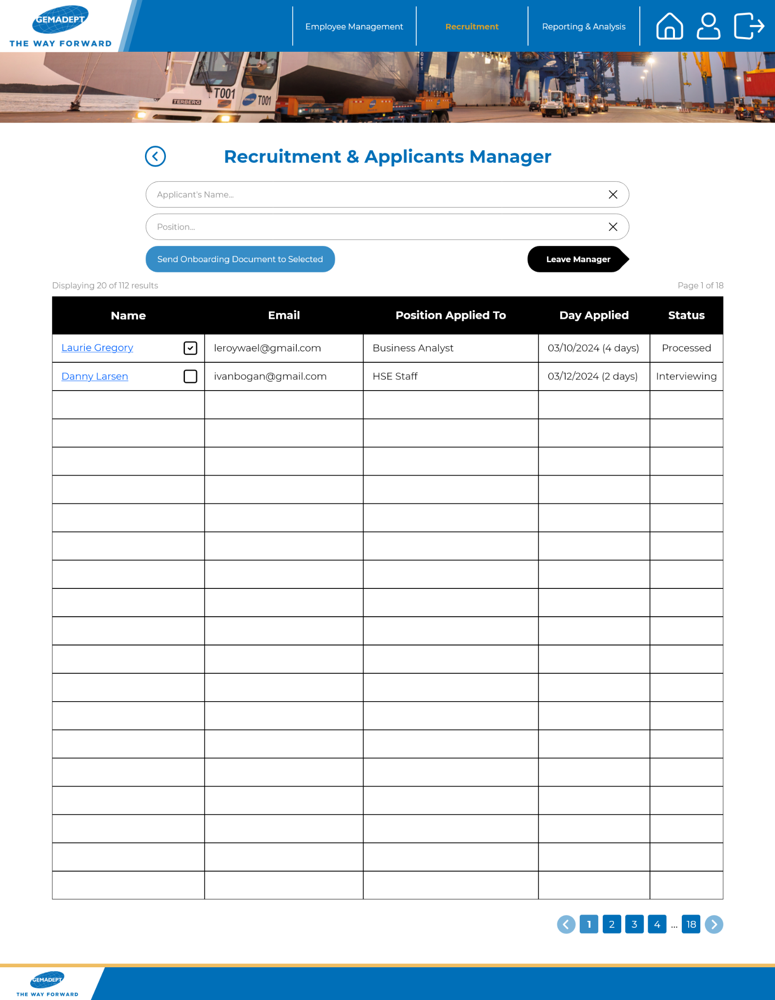 GEMADEPT
THE WAY FORWARD
Employee Management
Recruitment
Reporting & Analysis
QC01
T001
T001
TERBERG
Recruitment & Applicants Manager
Applicant's Name...
Position...
Send Onboarding Document to Selected
Leave Manager
Displaying 20 of 112 results
Page 1 of 18
Name Email Position Applied To Day Applied Status
Laurie Gregory leroywael@gmail.com Business Analyst 03/10/2024 (4 days) Processed
Danny Larsen ivanbogan@gmail.com HSE Staff 03/12/2024 (2 days) Interviewing
1 2 3 4 ... 18
GEMADEPT
THE WAY FORWARD